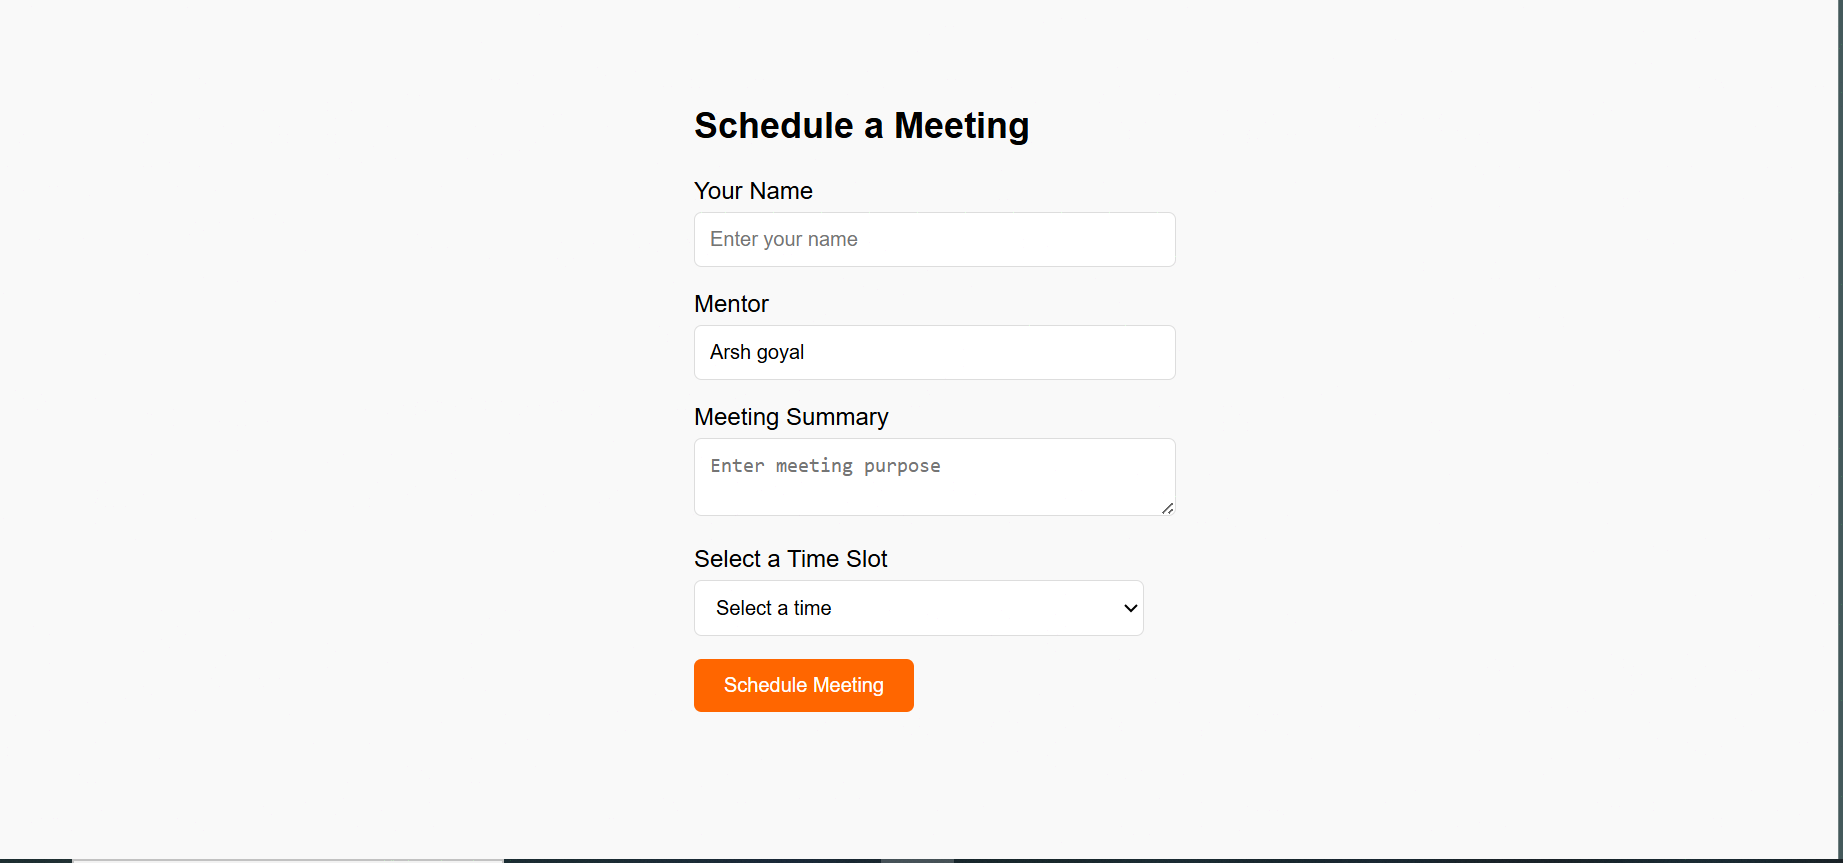 Schedule a Meeting
Your Name
Enter your name
Mentor
Arsh goyal
Meeting Summary
Enter meeting purpose
Select a Time Slot
Select a time
Schedule Meeting